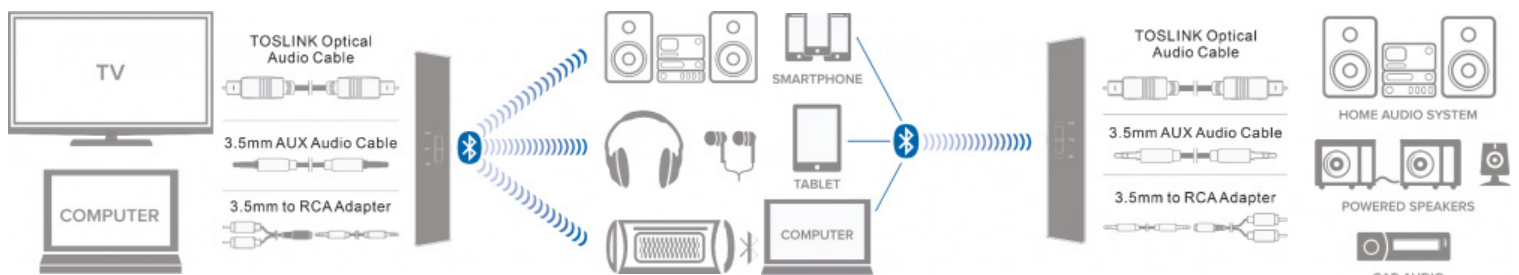 TV
COMPUTER
TOSLINK Optical
Audio Cable
3.5mm AUX Audio Cable
3.5mm to RCA Adapter
SMARTPHONE
TABLET
COMPUTER
TOSLINK Optical
Audio Cable
3.5mm AUX Audio Cable
3.5mm to RCA Adapter
HOME AUDIO SYSTEM
POWERED SPEAKERS